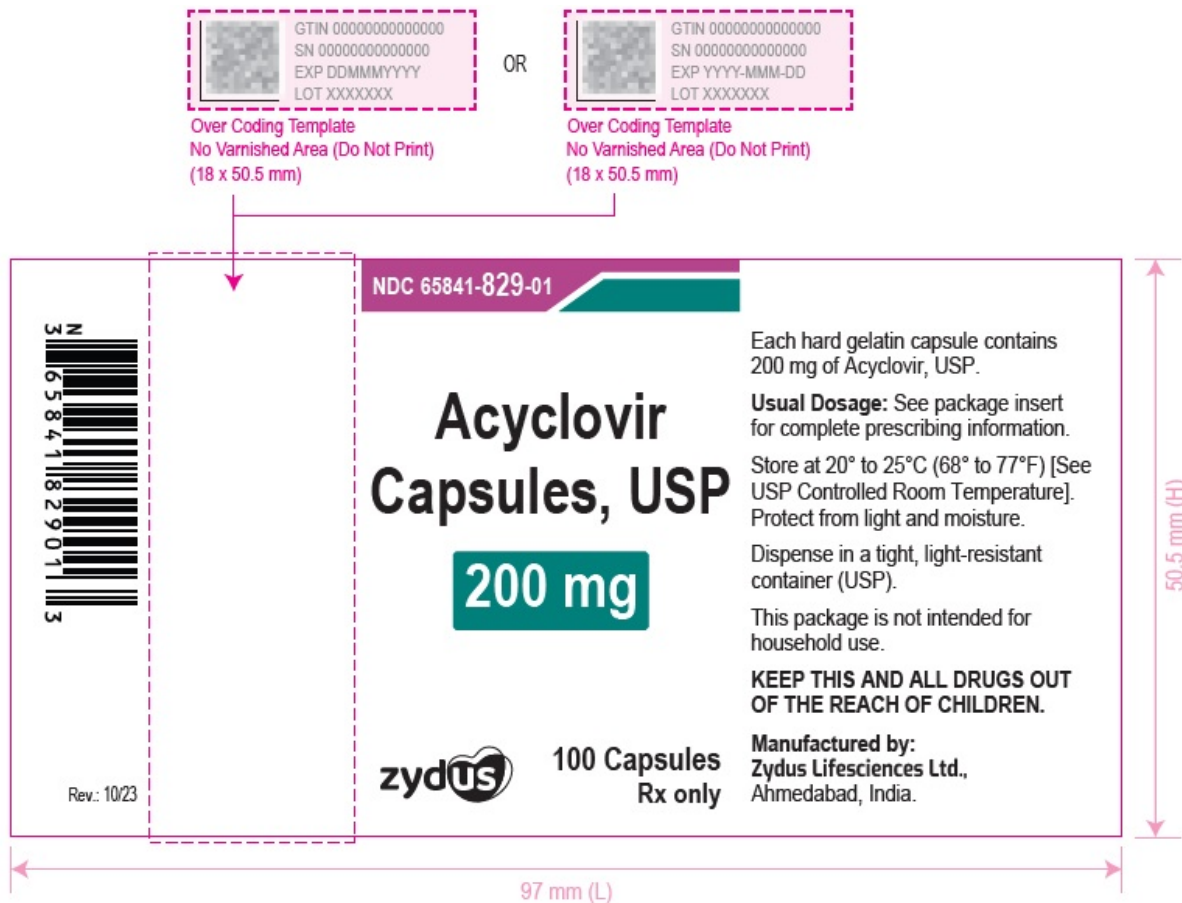 GTIN 00000000000000
SN 00000000000000
EXP DDMMMYYYY
LOT XXXXXXX
OR
GTIN 00000000000000
SN 00000000000000
EXP YYYY-MMM-DD
LOT XXXXXXX
Over Coding Template
No Varnished Area (Do Not Print)
(18 x 50.5 mm)
Over Coding Template
No Varnished Area (Do Not Print)
(18 x 50.5 mm)
N
3 65841 82901 3
Rev.: 10/23
NDC 65841-829-01
Acyclovir
Capsules, USP
200 mg
zydus
100 Capsules
Rx only
Each hard gelatin capsule contains
200 mg of Acyclovir, USP.
Usual Dosage: See package insert
for complete prescribing information.
Store at 20° to 25°C (68° to 77°F) [See
USP Controlled Room Temperature].
Protect from light and moisture.
Dispense in a tight, light-resistant
container (USP).
This package is not intended for
household use.
KEEP THIS AND ALL DRUGS OUT
OF THE REACH OF CHILDREN.
Manufactured by:
Zydus Lifesciences Ltd.,
Ahmedabad, India.
50.5 mm (H)
97 mm (L)